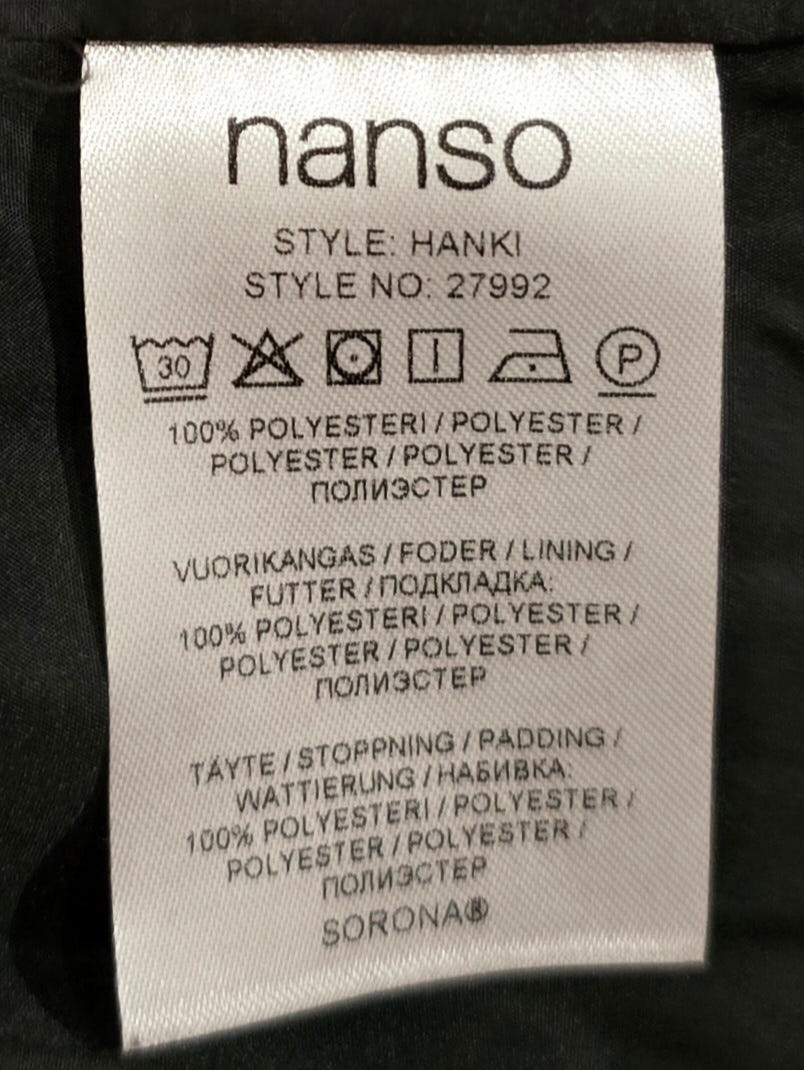 nanso
STYLE: HANKI
STYLE NO: 27992
30 P
100% POLYESTERI / POLYESTER /
POLYESTER / POLYESTER /
ПОЛИЭСТЕР
VUORIKANGAS / FODER / LINING /
FUTTER / ПОДКЛАДКА:
100% POLYESTERI / POLYESTER /
POLYESTER / POLYESTER /
ПОЛИЭСТЕР
TÄYTE / STOPPNING / PADDING /
WATTIERUNG / НАБИВКА:
100% POLYESTERI / POLYESTER /
POLYESTER / POLYESTER /
ПОЛИЭСТЕР
SORONA®